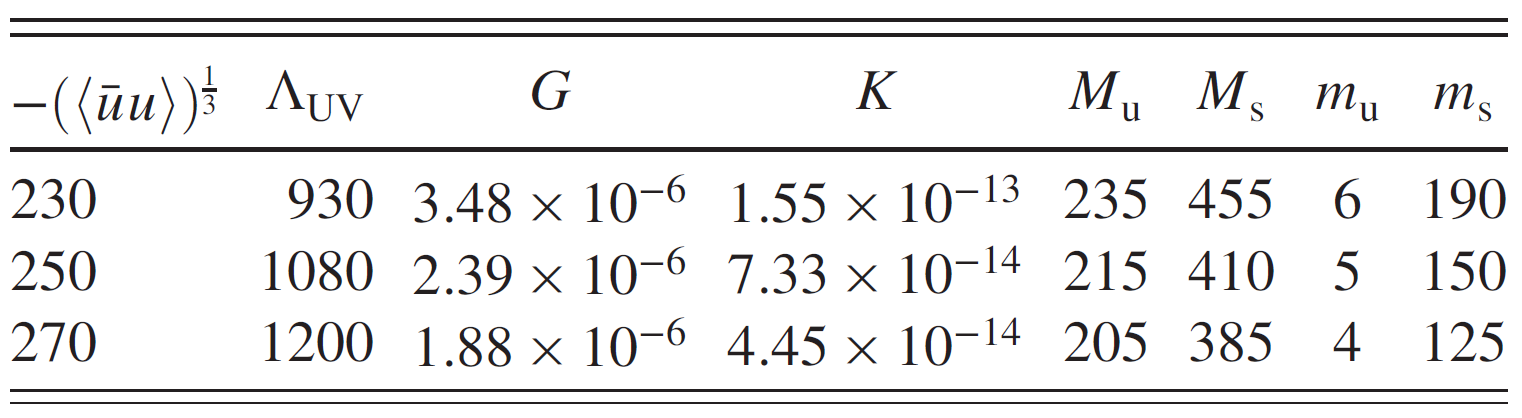 −(⟨ūu⟩)^{1/3} Λ_UV G K M_u M_s m_u m_s
230 930 3.48 × 10^{−6} 1.55 × 10^{−13} 235 455 6 190
250 1080 2.39 × 10^{−6} 7.33 × 10^{−14} 215 410 5 150
270 1200 1.88 × 10^{−6} 4.45 × 10^{−14} 205 385 4 125